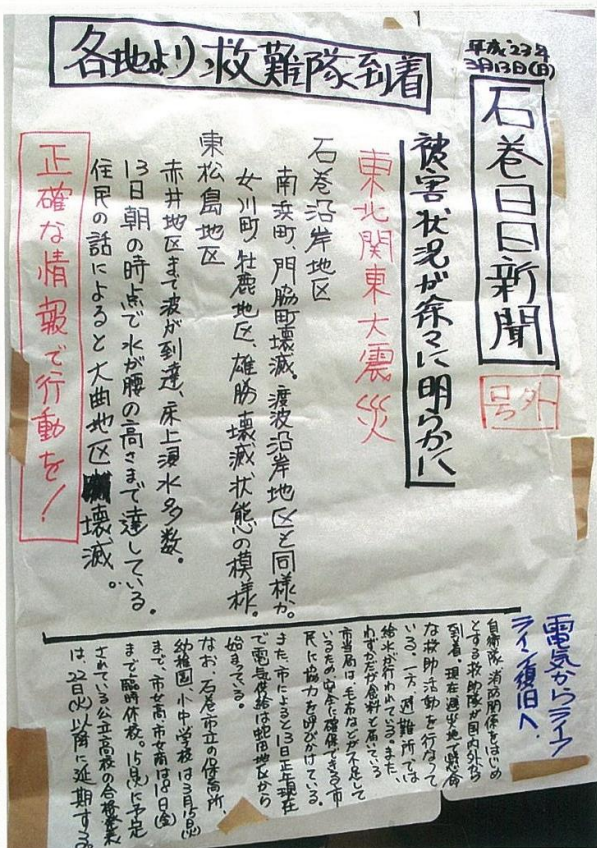 平成23年
3月13日(日)
石巻日日新聞
号外
各地より救難隊到着
被害状況が徐々に明らかに
東北関東大震災
石巻沿岸地区
南浜町、門脇町壊滅。渡波沿岸地区も同様か。
女川町、牡鹿地区、雄勝壊滅状態の模様。
東松島地区
赤井地区まで波が到達、床上浸水多数。
13日朝の時点で水が腰の高さまで達している。
住民の話によると大曲地区壊滅。
正確な情報で行動を!
電気からライフ
ライン復旧へ
自衛隊、消防関係をはじめ
とする救助隊が国内外から
到着。現在過出地で懸命
な救助活動を行なって
いる。一方、避難所では
給水が行われている。また、
わずかだが食料も届いている
市当局は毛布などが不足して
いるため安全に確保できる市
民に協力を呼びかけている。
また、市によると13日正午現在
で電気供給は蛇田地区から
始まっている。
なお、石巻市立の保育所、
幼稚園、小中学校は3月15日(火)
まで、市女高、市女商は18日(金)
まで臨時休校。15日(火)に予定
されている公立高校の合格発表
は、22日(火)以降に延期する。